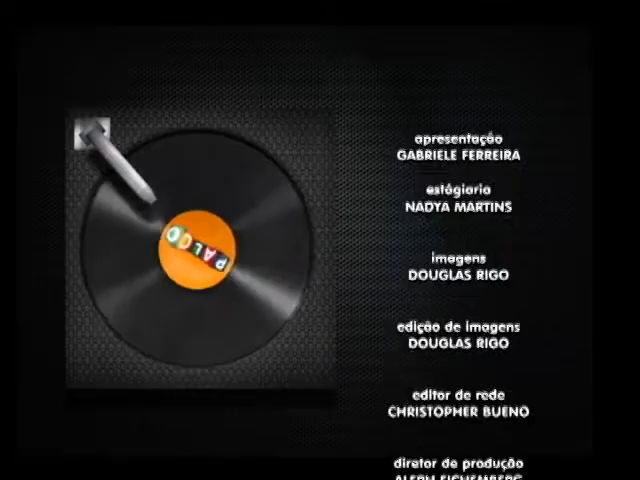 PALCO
apresentação
GABRIELE FERREIRA
estágiaria
NADYA MARTINS
imagens
DOUGLAS RIGO
edição de imagens
DOUGLAS RIGO
editor de rede
CHRISTOPHER BUENO
diretor de produção